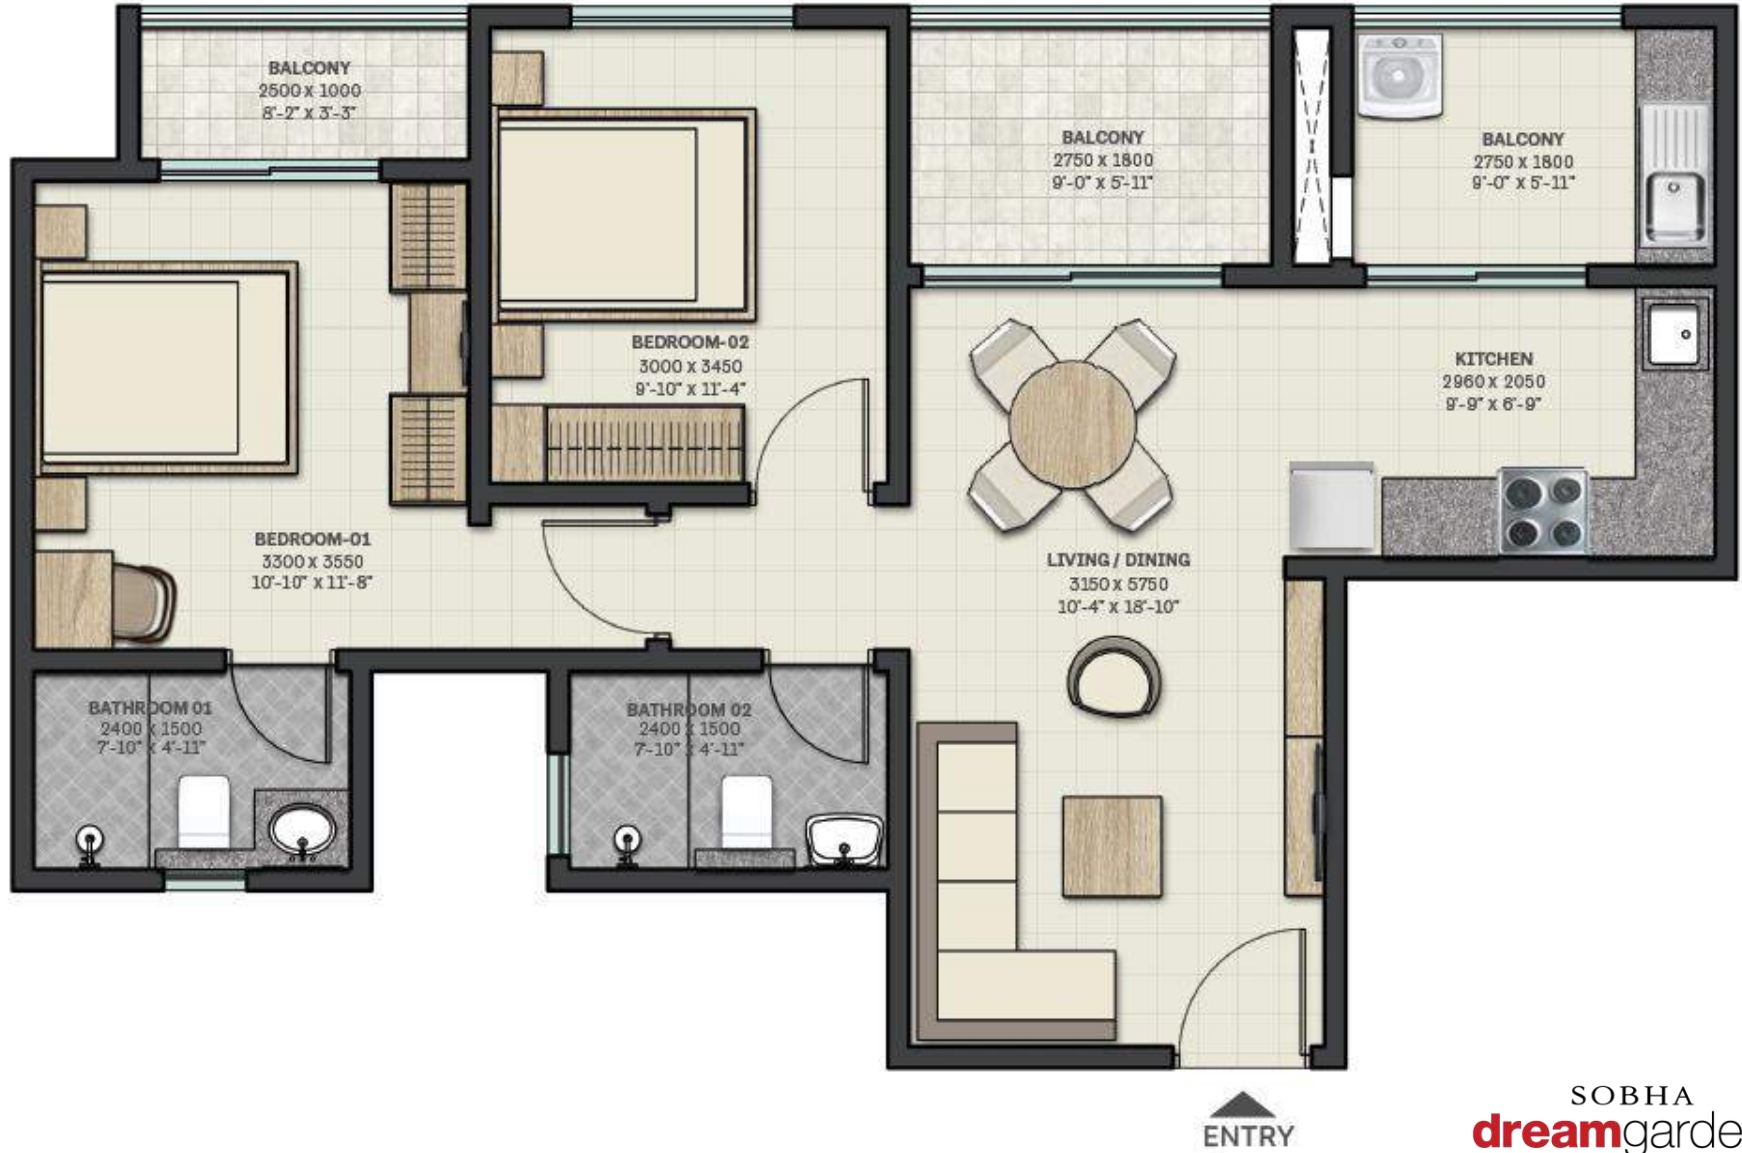 BALCONY
2500 x 1000
8'-2" x 3'-3"
BALCONY
2750 x 1800
9'-0" x 5'-11"
BALCONY
2750 x 1800
9'-0" x 5'-11"
BEDROOM-02
3000 x 3450
9'-10" x 11'-4"
KITCHEN
2960 x 2050
9'-9" x 6'-9"
BEDROOM-01
3300 x 3550
10'-10" x 11'-8"
LIVING / DINING
3150 x 5750
10'-4" x 18'-10"
BATHROOM 01
2400 x 1500
7'-10" x 4'-11"
BATHROOM 02
2400 x 1500
7'-10" x 4'-11"
ENTRY
SOBHA
dreamgarde